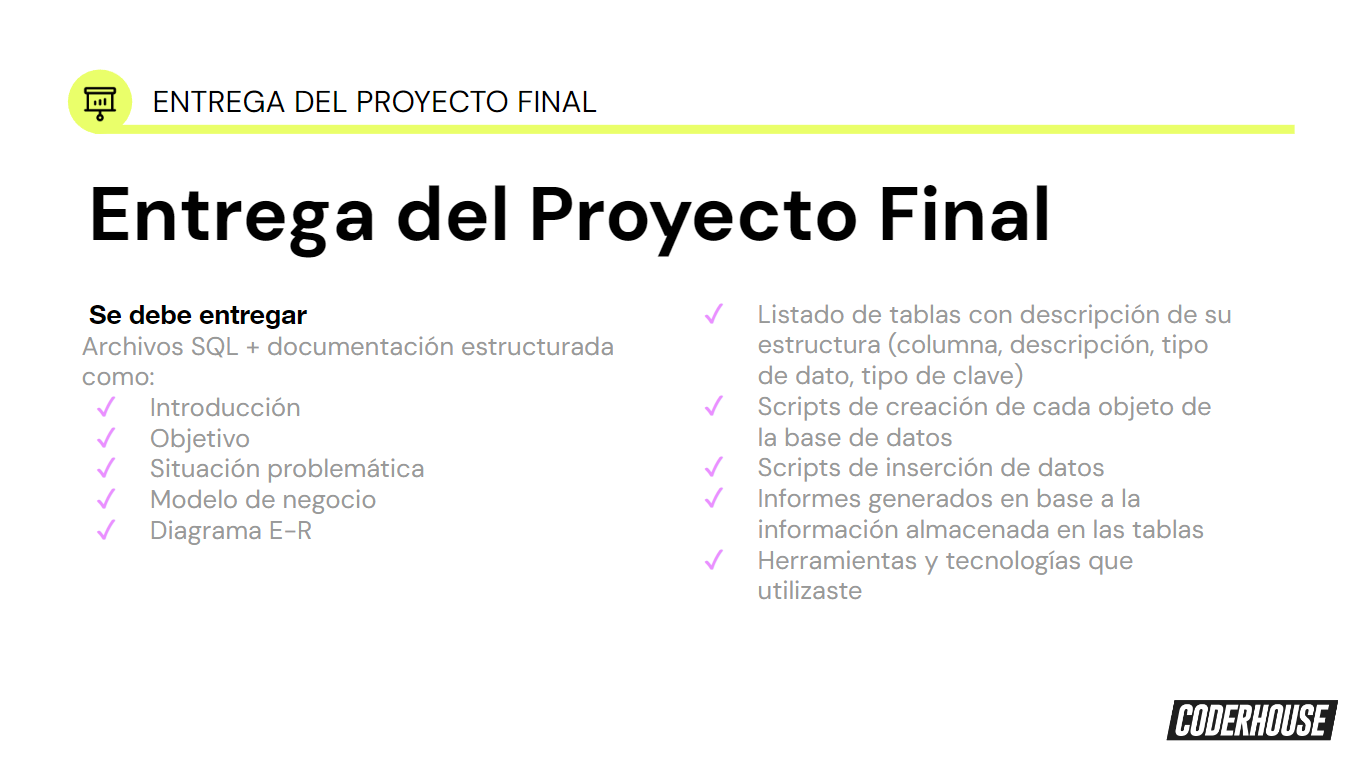 ENTREGA DEL PROYECTO FINAL
Entrega del Proyecto Final
Se debe entregar
Archivos SQL + documentación estructurada
como:
✓ Introducción
✓ Objetivo
✓ Situación problemática
✓ Modelo de negocio
✓ Diagrama E-R
✓ Listado de tablas con descripción de su
estructura (columna, descripción, tipo
de dato, tipo de clave)
✓ Scripts de creación de cada objeto de
la base de datos
✓ Scripts de inserción de datos
✓ Informes generados en base a la
información almacenada en las tablas
✓ Herramientas y tecnologías que
utilizaste
CODERHOUSE